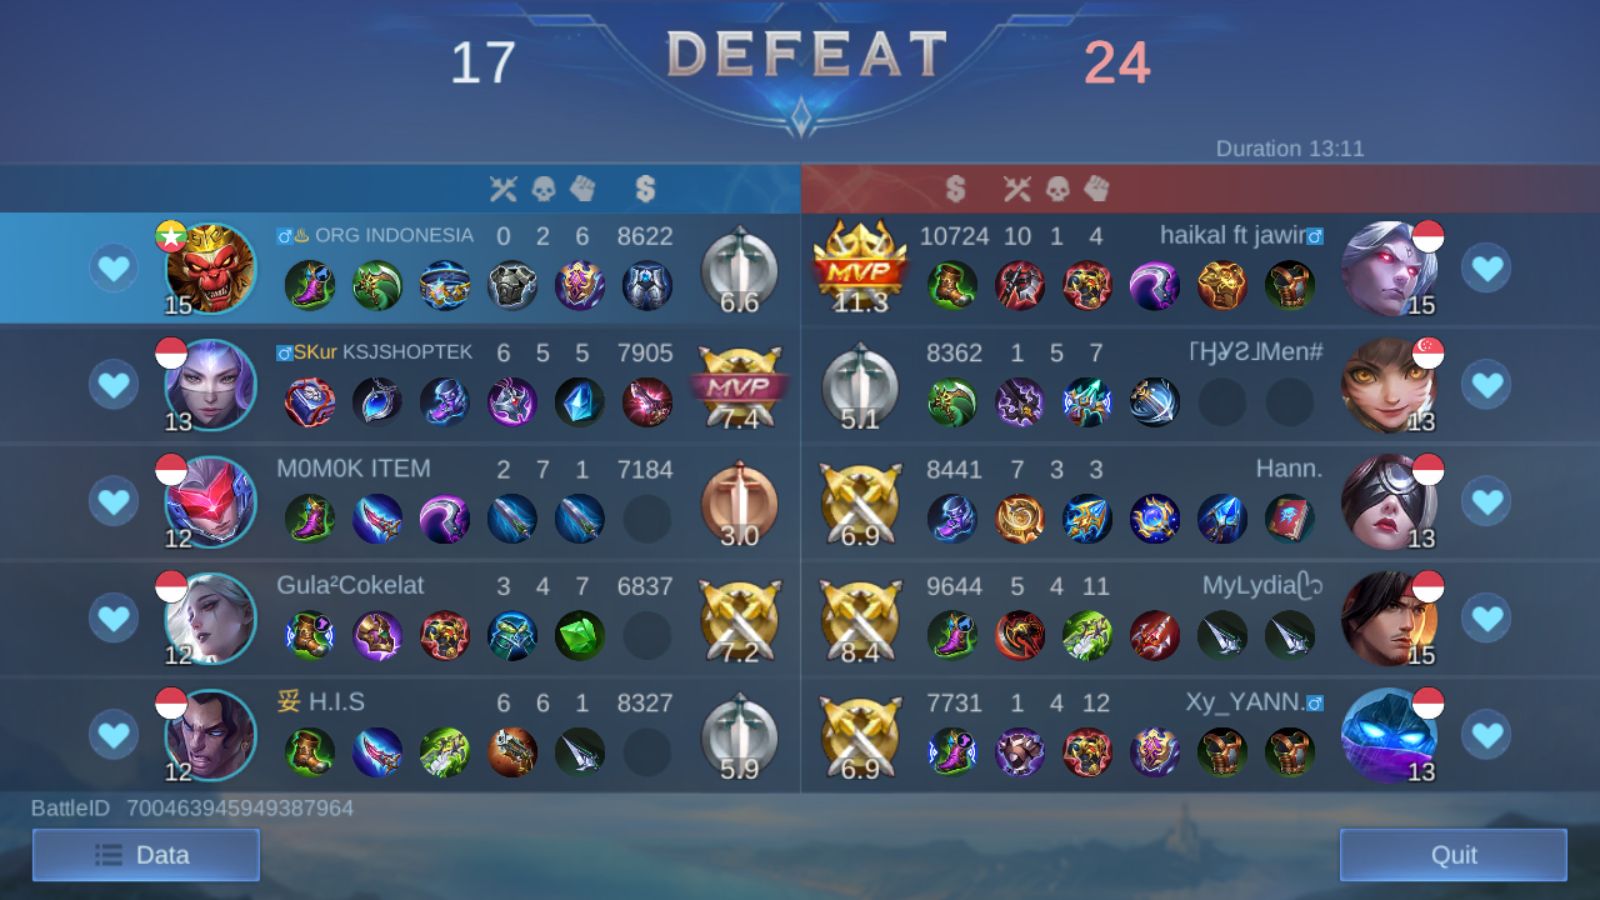 17 DEFEAT 24
Duration 13:11
ORG INDONESIA 0 2 6 8622
15 6.6
MVP 11.3 10724 10 1 4 haikal ft jawir
15
SKur KSJSHOPTEK 6 5 5 7905
13 MVP 7.4
5.1 8362 1 5 7
13
M0M0K ITEM 2 7 1 7184
12 3.0
6.9 8441 7 3 3 Hann.
13
Gula²Cokelat 3 4 7 6837
12 7.2
8.4 9644 5 4 11 MyLydia
15
妥 H.I.S 6 6 1 8327
12 5.9
6.9 7731 1 4 12 Xy_YANN.
13
BattleID 700463945949387964
Data
Quit